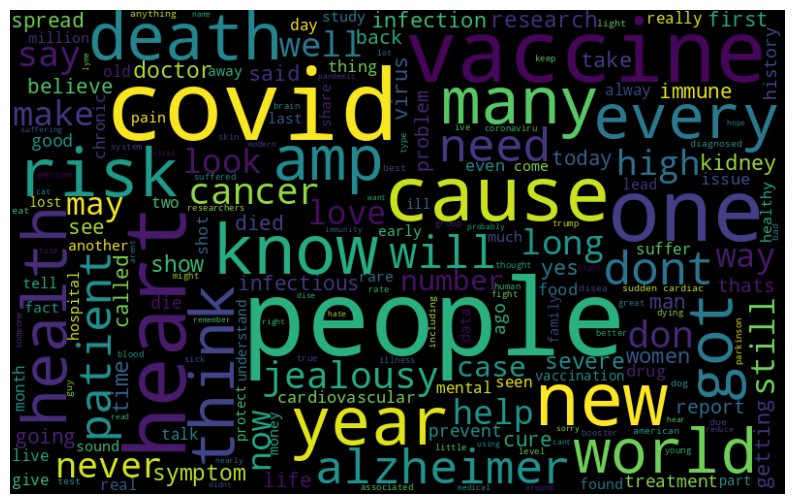 spread
million
anything
death
say
believe
doctor
old
away
well
day
name
study
said
thing
infection
back
last
research
light
really
first
vaccine
take
keep
lot
history
lyme
pandemic
suffering
make
chronic
pain
covid
brain
share
virus
problem
many
alway
immune
every
good
risk
look
amp
skin
modern
system
viral
type
ive
coronaviru
hope
diagnosed
need
even
come
today
high
kidney
person
cat
suffered
researchers
best
want
trump
lead
issue
healthy
eat
lost
may
two
cancer
love
ill
cause
one
bad
see
another
shot
died
immunity
early
group
probably
much
told
arent
health
heart
tell
fact
hospital
called
show
die
might
know
will
long
thought
suffer
dont
way
infectious
rare
number
yes
human
fight
disea
sudden cardiac
dise
rate
data
ago
food
man
thats
someone
patient
think
remember
understand
right
hate
people
including
family
great
dying
don
got
still
month
guy
time
blood
sick
protect
true
illness
case
severe
women
better
parkinson
jealousy
cardiovascular
mental
seen
vaccination
drug
dog
going
read
sound
talk
now
money
year
help
prevent
cure
new
hear
report
due
reduce
getting
live
give
never
symptom
test
real
didnt
nearly
life
little
using
level
booster
sorry
cant
american
young
world
alzheimer
associated
medical
around
found
treatment
part